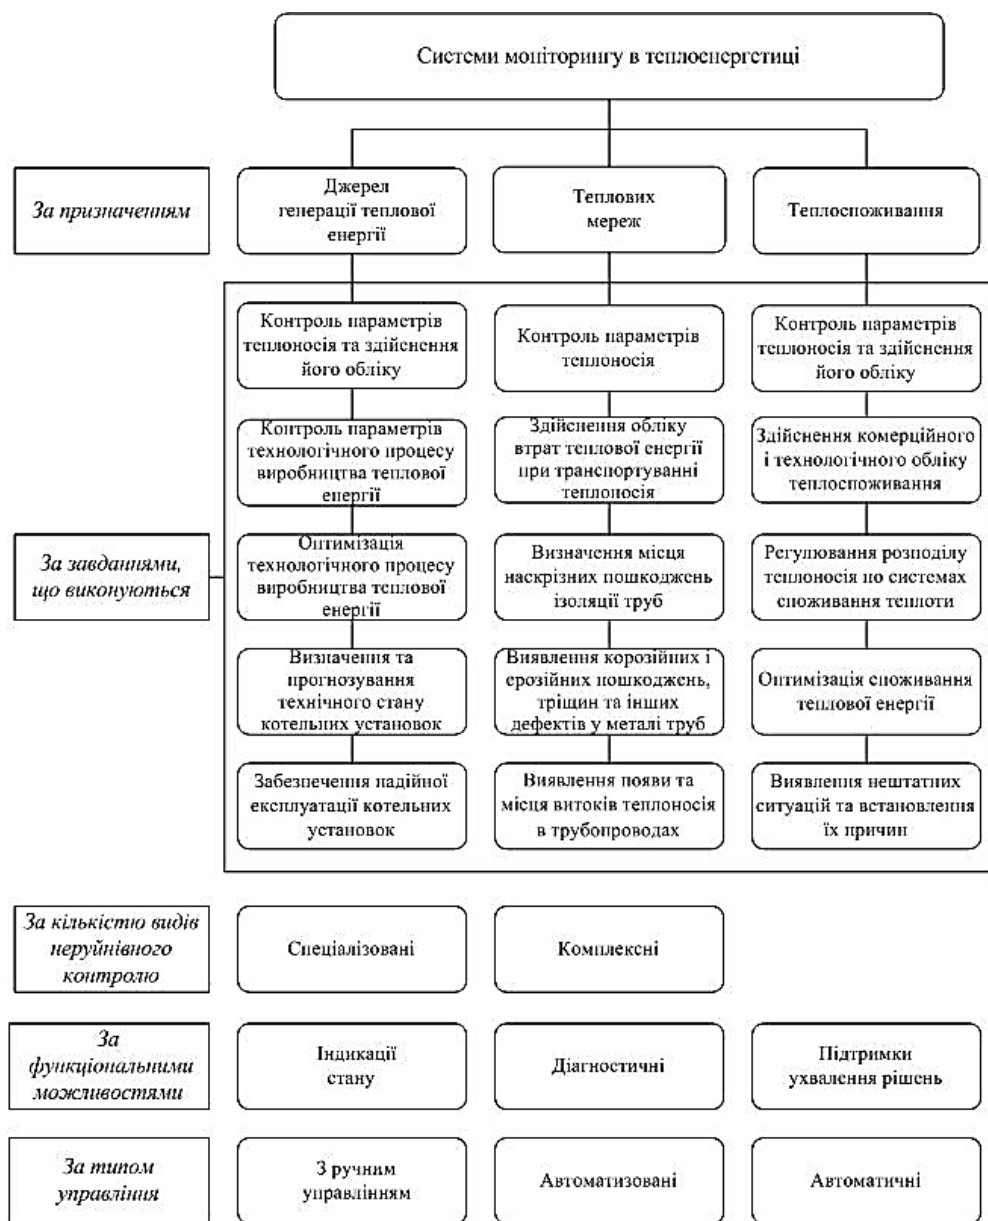 Системи моніторингу в теплоенергетиці
За призначенням
Джерел
генерації теплової
енергії
Теплових
мереж
Теплоспоживання
Контроль параметрів
теплоносія та здійснення
його обліку
Контроль параметрів
теплоносія
Контроль параметрів
теплоносія та здійснення
його обліку
Контроль параметрів
технологічного процесу
виробництва теплової
енергії
Здійснення обліку
втрат теплової енергії
при транспортуванні
теплоносія
Здійснення комерційного
і технологічного обліку
теплоспоживання
За завданнями,
що виконуються
Оптимізація
технологічного процесу
виробництва теплової
енергії
Визначення місця
наскрізних пошкоджень
ізоляції труб
Регулювання розподілу
теплоносія по системах
споживання теплоти
Визначення та
прогнозування
технічного стану
котельних установок
Виявлення корозійних і
ерозійних пошкоджень,
тріщин та інших
дефектів у металі труб
Оптимізація споживання
теплової енергії
Забезпечення надійної
експлуатації котельних
установок
Виявлення появи та
місця витоків теплоносія
в трубопроводах
Виявлення нештатних
ситуацій та встановлення
їх причин
За кількістю видів
неруйнівного
контролю
Спеціалізовані
Комплексні
За
функціональними
можливостями
Індикації
стану
Діагностичні
Підтримки
ухвалення рішень
За типом
управління
З ручним
управлінням
Автоматизовані
Автоматичні